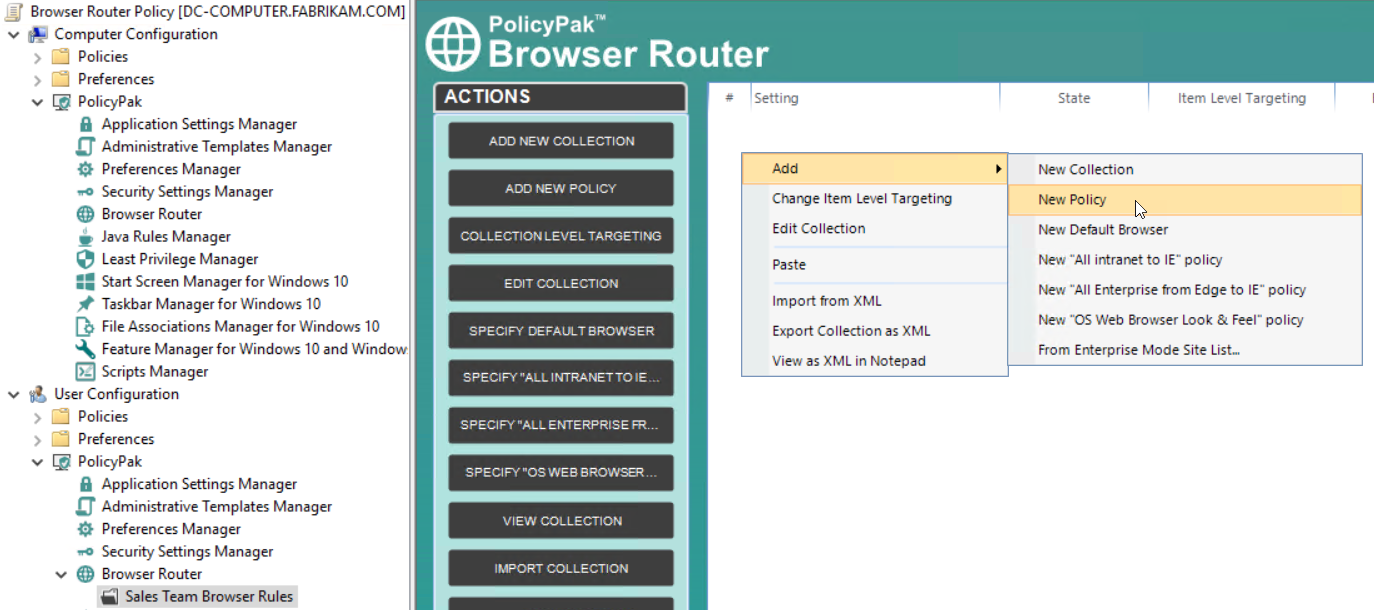 Browser Router Policy [DC-COMPUTER.FABRIKAM.COM]
Computer Configuration
Policies
Preferences
PolicyPak
Application Settings Manager
Administrative Templates Manager
Preferences Manager
Security Settings Manager
Browser Router
Java Rules Manager
Least Privilege Manager
Start Screen Manager for Windows 10
Taskbar Manager for Windows 10
File Associations Manager for Windows 10
Feature Manager for Windows 10 and Window
Scripts Manager
User Configuration
Policies
Preferences
PolicyPak
Application Settings Manager
Administrative Templates Manager
Preferences Manager
Security Settings Manager
Browser Router
Sales Team Browser Rules
PolicyPak™
Browser Router
ACTIONS
ADD NEW COLLECTION
ADD NEW POLICY
COLLECTION LEVEL TARGETING
EDIT COLLECTION
SPECIFY DEFAULT BROWSER
SPECIFY "ALL INTRANET TO IE...
SPECIFY "ALL ENTERPRISE FR...
SPECIFY "OS WEB BROWSER...
VIEW COLLECTION
IMPORT COLLECTION
# Setting State Item Level Targeting
Add
Change Item Level Targeting
Edit Collection
Paste
Import from XML
Export Collection as XML
View as XML in Notepad
New Collection
New Policy
New Default Browser
New "All intranet to IE" policy
New "All Enterprise from Edge to IE" policy
New "OS Web Browser Look & Feel" policy
From Enterprise Mode Site List...